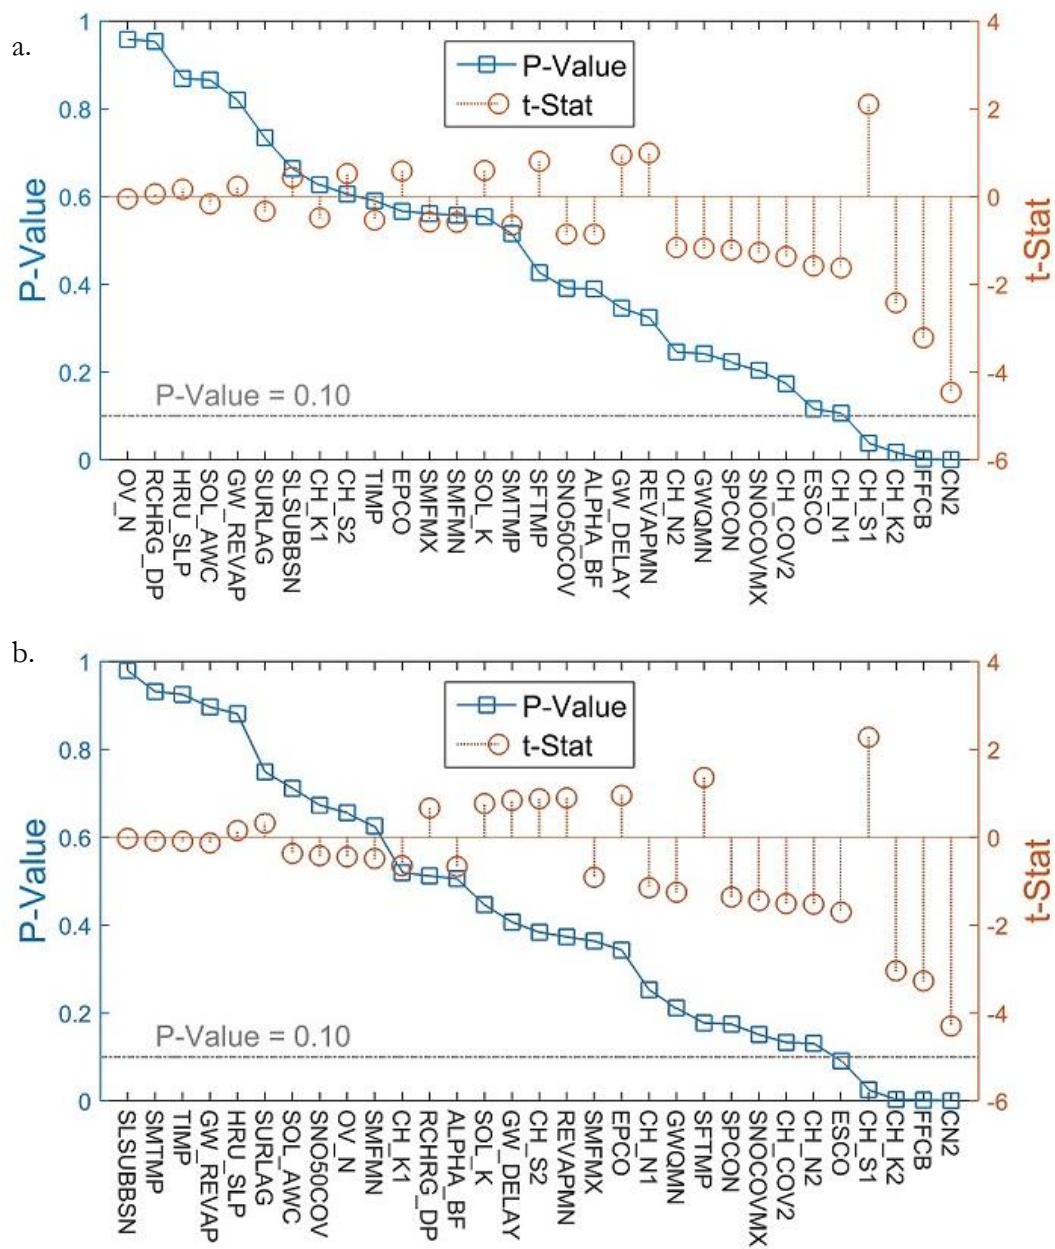 a.
1
0.8
0.6
0.4
0.2
0
P-Value
4
2
0
-2
-4
-6
t-Stat
P-Value
t-Stat
P-Value = 0.10
OV_N
RCHRG_DP
HRU_SLP
SOL_AWC
GW_REVAP
SURLAG
SLSUBBSN
CH_K1
CH_S2
TIMP
EPCO
SMFMX
SMFMN
SOL_K
SMTMP
SFTMP
SNO50COV
ALPHA_BF
GW_DELAY
REVAPMN
CH_N2
GWQMN
SPCON
SNOCOVMX
CH_COV2
ESCO
CH_N1
CH_S1
CH_K2
FFCB
CN2
b.
1
0.8
0.6
0.4
0.2
0
P-Value
4
2
0
-2
-4
-6
t-Stat
P-Value
t-Stat
P-Value = 0.10
SLSUBBSN
SMTMP
TIMP
GW_REVAP
HRU_SLP
SURLAG
SOL_AWC
SNO50COV
OV_N
SMFMN
CH_K1
RCHRG_DP
ALPHA_BF
SOL_K
GW_DELAY
CH_S2
REVAPMN
SMFMX
EPCO
CH_N1
GWQMN
SFTMP
SPCON
SNOCOVMX
CH_COV2
CH_N2
ESCO
CH_S1
CH_K2
FFCB
CN2